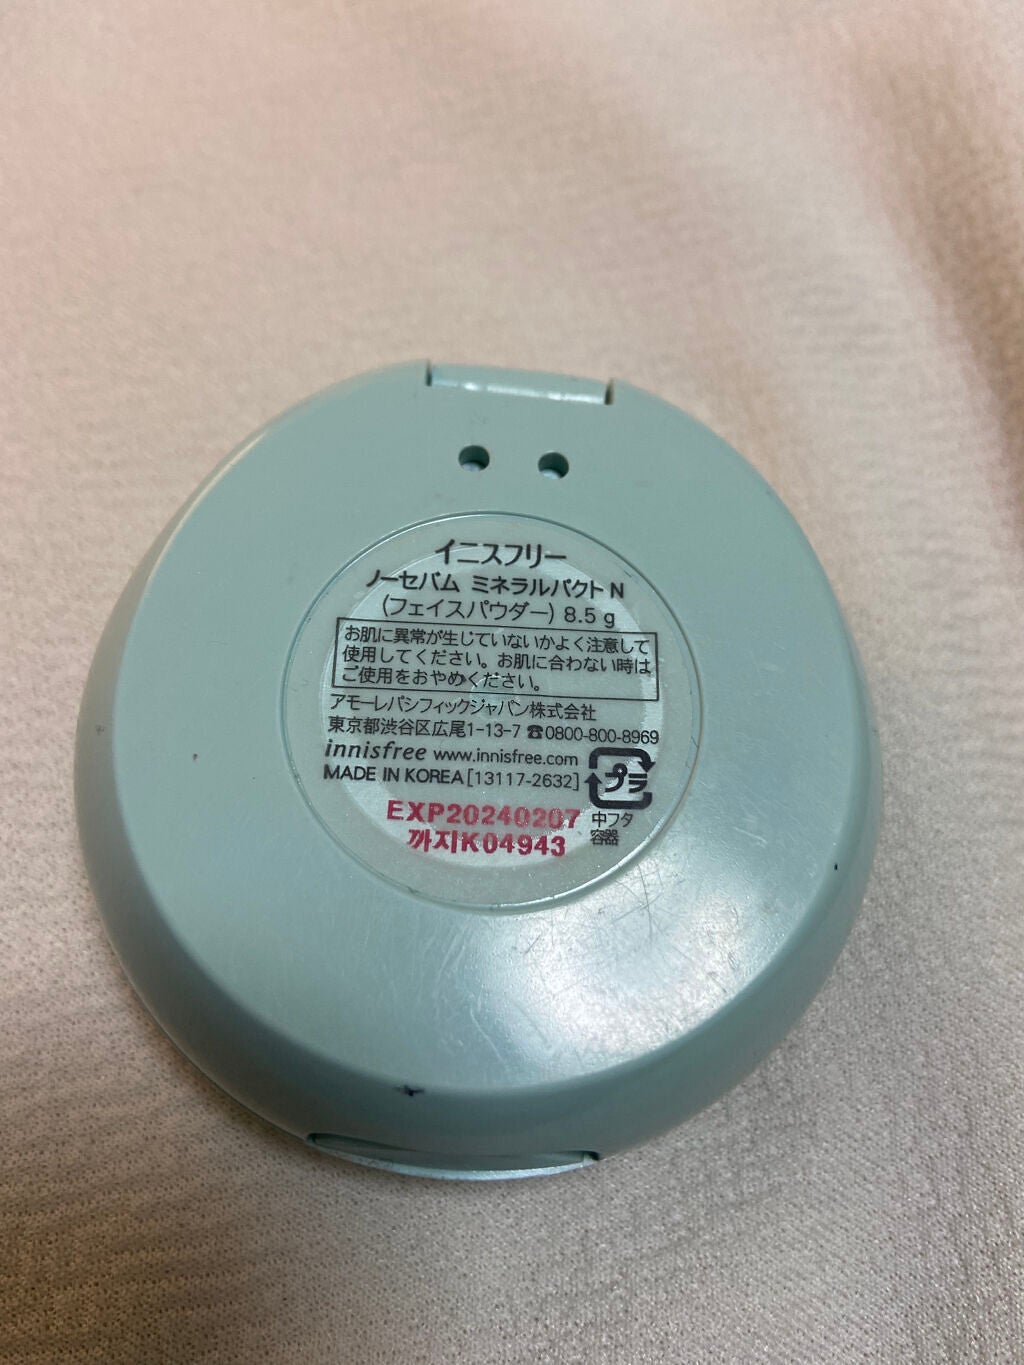 イニスフリー
ノーセバム ミネラルパクト N
(フェイスパウダー) 8.5 g
お肌に異常が生じていないかよく注意して
使用してください。お肌に合わない時は
ご使用をおやめください。
アモーレパシフィックジャパン株式会社
東京都渋谷区広尾1-13-7 ☎0800-800-8969
innisfree www.innisfree.com
MADE IN KOREA [13117-2632]
プラ
EXP20240207
까지K04943
中フタ
容器